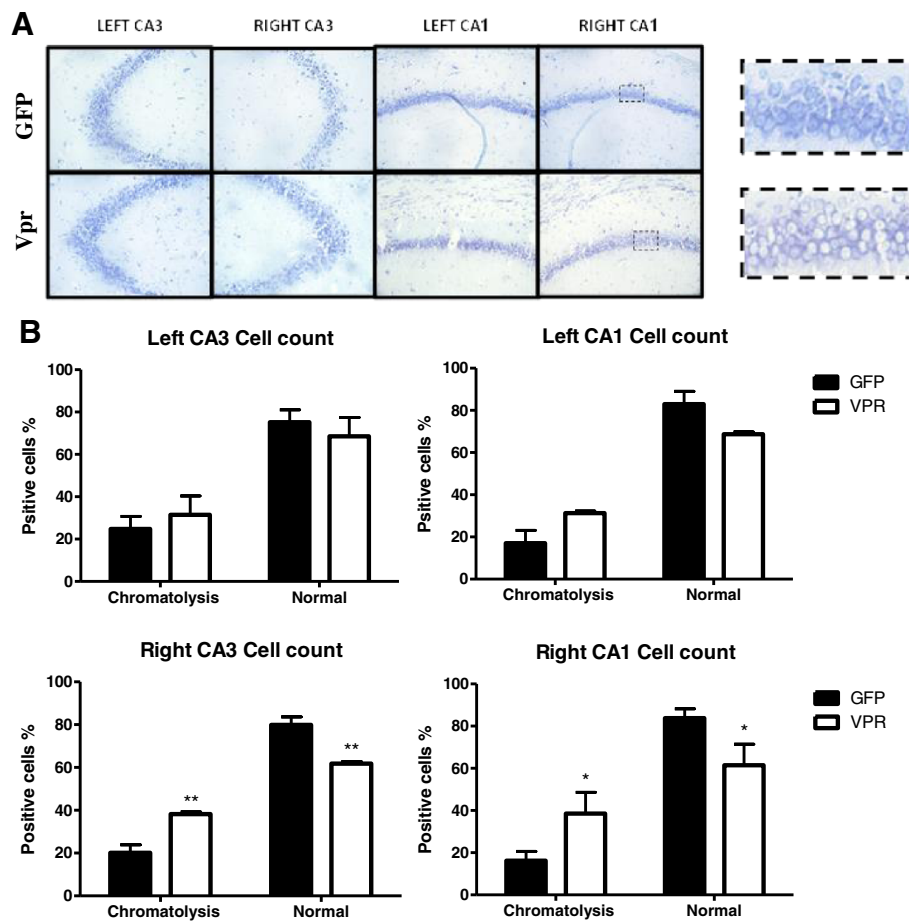 A
LEFT CA3 RIGHT CA3 LEFT CA1 RIGHT CA1
GFP
Vpr
B
Left CA3 Cell count
Psitive cells %
100
80
60
40
20
0
Chromatolysis Normal
Left CA1 Cell count
Psitive cells %
100
80
60
40
20
0
Chromatolysis Normal
GFP
VPR
Right CA3 Cell count
Positive cells %
100
80
60
40
20
0
** **
Chromatolysis Normal
Right CA1 Cell count
Positive cells %
100
80
60
40
20
0
* *
Chromatolysis Normal
GFP
VPR